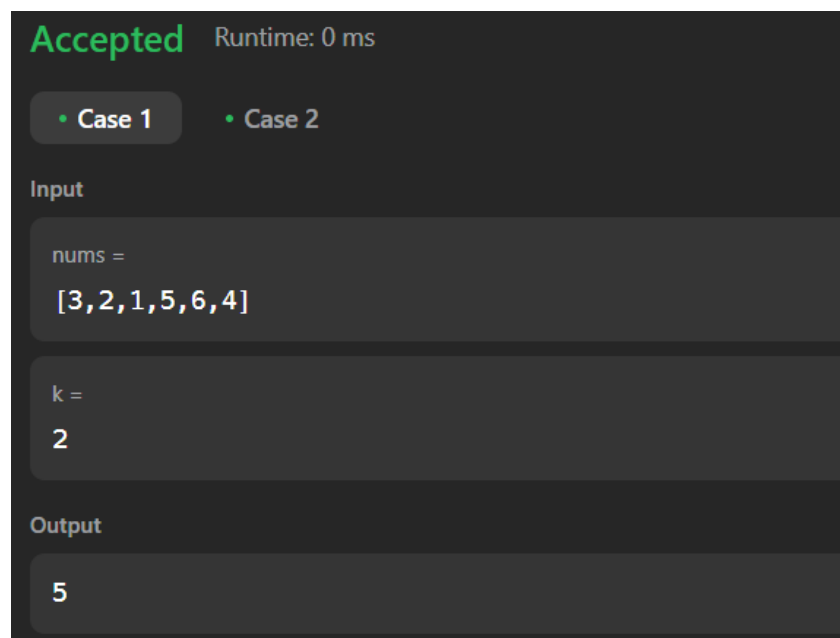 Accepted Runtime: 0 ms
• Case 1 • Case 2
Input
nums =
[3,2,1,5,6,4]
k =
2
Output
5